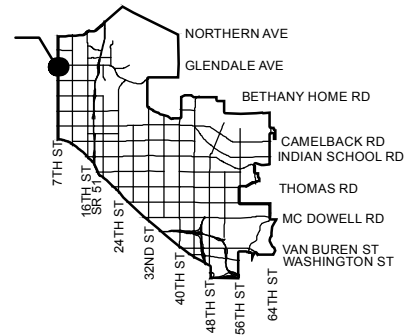 NORTHERN AVE
GLENDALE AVE
BETHANY HOME RD
CAMELBACK RD
INDIAN SCHOOL RD
THOMAS RD
MC DOWELL RD
VAN BUREN ST
WASHINGTON ST
7TH ST
16TH ST
SR 51
24TH ST
32ND ST
40TH ST
48TH ST
56TH ST
64TH ST